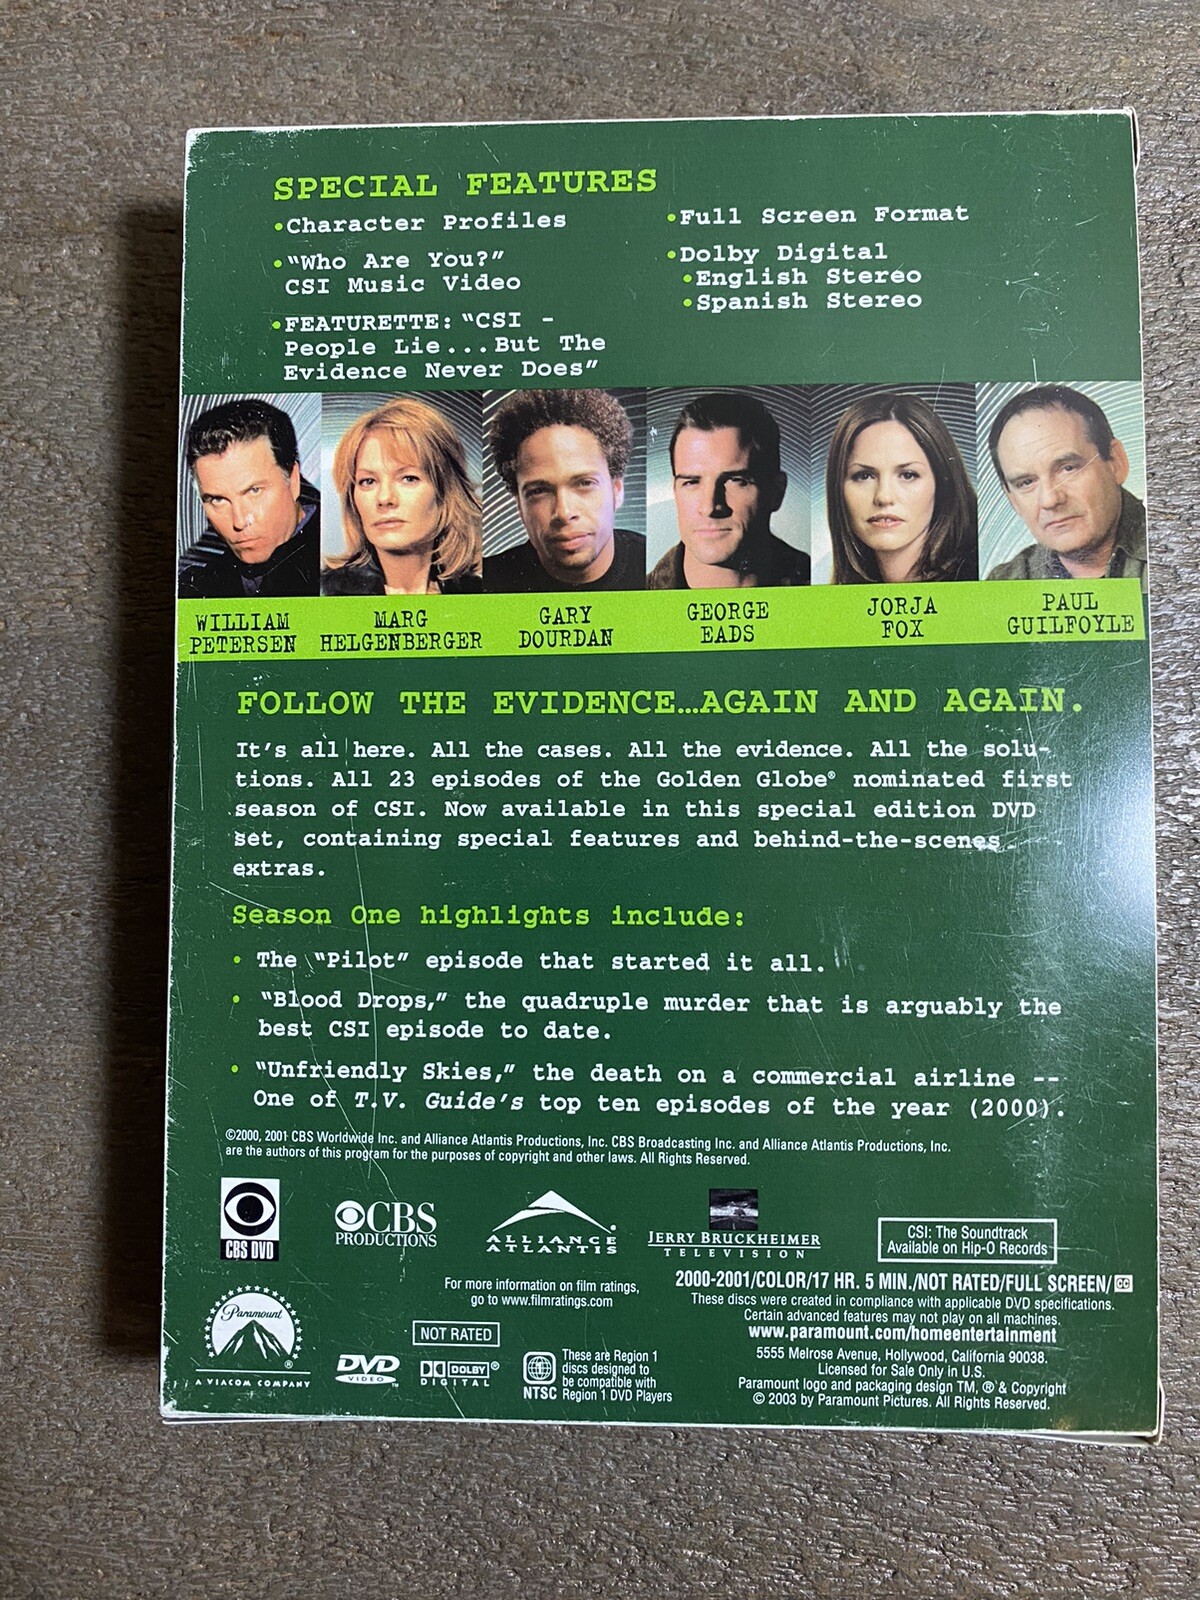 SPECIAL FEATURES
•Character Profiles
•"Who Are You?"
CSI Music Video
•FEATURETTE: "CSI -
People Lie...But The
Evidence Never Does"
•Full Screen Format
•Dolby Digital
•English Stereo
•Spanish Stereo
WILLIAM
PETERSEN
MARG
HELGENBERGER
GARY
DOURDAN
GEORGE
EADS
JORJA
FOX
PAUL
GUILFOYLE
FOLLOW THE EVIDENCE…AGAIN AND AGAIN.
It's all here. All the cases. All the evidence. All the solu-
tions. All 23 episodes of the Golden Globe® nominated first
season of CSI. Now available in this special edition DVD
set, containing special features and behind-the-scenes
extras.
Season One highlights include:
• The "Pilot" episode that started it all.
• "Blood Drops," the quadruple murder that is arguably the
best CSI episode to date.
• "Unfriendly Skies," the death on a commercial airline --
One of T.V. Guide's top ten episodes of the year (2000).
©2000, 2001 CBS Worldwide Inc. and Alliance Atlantis Productions, Inc. CBS Broadcasting Inc. and Alliance Atlantis Productions, Inc.
are the authors of this program for the purposes of copyright and other laws. All Rights Reserved.
CBS DVD
CBS
PRODUCTIONS
ALLIANCE
ATLANTIS
JERRY BRUCKHEIMER
TELEVISION
CSI: The Soundtrack
Available on Hip-O Records
Paramount
®
A VIACOM COMPANY
For more information on film ratings,
go to www.filmratings.com
NOT RATED
DVD
VIDEO
TM
DOLBY®
DIGITAL
NTSC
These are Region 1
discs designed to
be compatible with
Region 1 DVD Players
2000-2001/COLOR/17 HR. 5 MIN./NOT RATED/FULL SCREEN/CC
These discs were created in compliance with applicable DVD specifications.
Certain advanced features may not play on all machines.
www.paramount.com/homeentertainment
5555 Melrose Avenue, Hollywood, California 90038.
Licensed for Sale Only in U.S.
Paramount logo and packaging design TM, ® & Copyright
© 2003 by Paramount Pictures. All Rights Reserved.